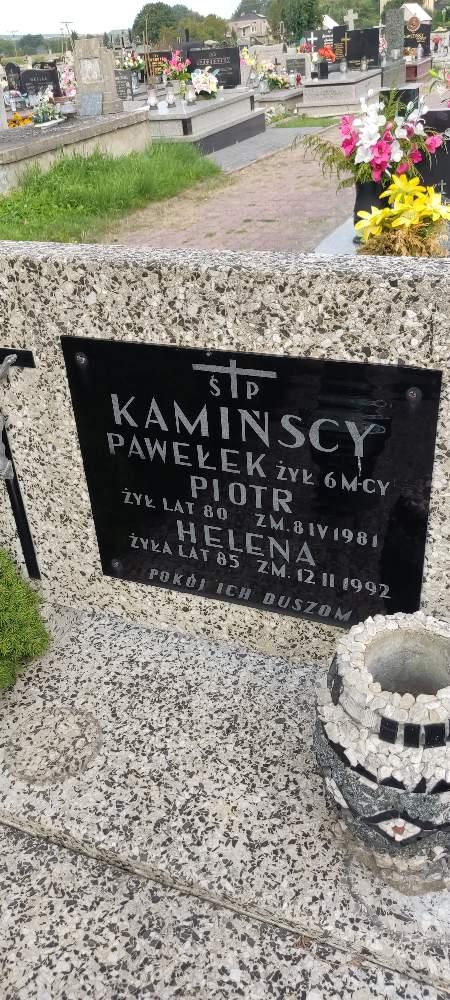 Ś P
KAMIŃSCY
PAWEŁEK ŻYŁ 6 M-CY
PIOTR
ŻYŁ LAT 80 ZM. 8 IV 1981
HELENA
ŻYŁA LAT 85 ZM. 12 II 1992
POKÓJ ICH DUSZOM